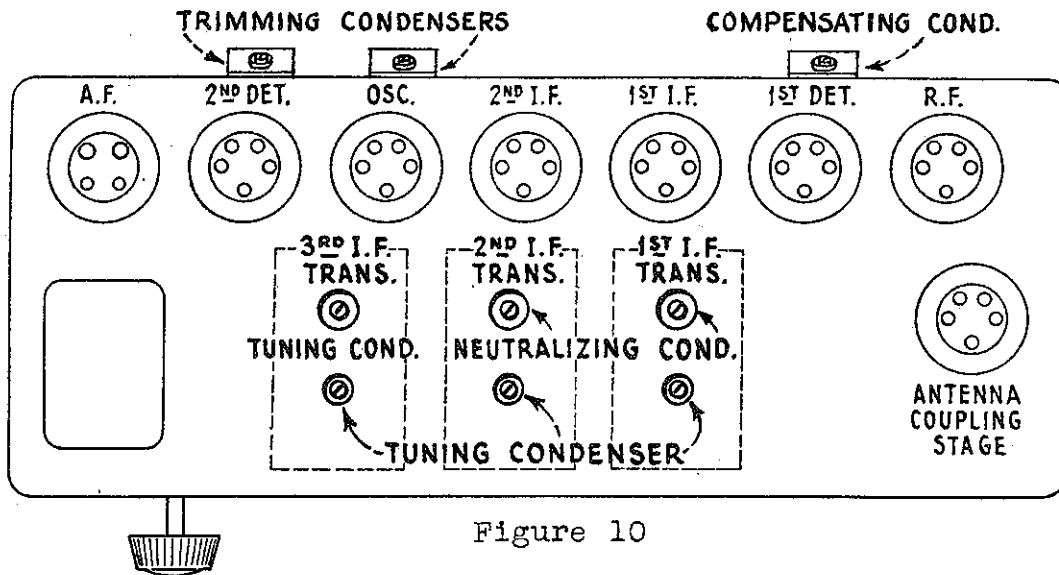 TRIMMING CONDENSERS
COMPENSATING COND.
A.F.
2ND DET.
OSC.
2ND I.F.
1ST I.F.
1ST DET.
R.F.
3RD I.F.
TRANS.
2ND I.F.
TRANS.
1ST I.F.
TRANS.
TUNING COND.
NEUTRALIZING COND.
TUNING CONDENSER
ANTENNA
COUPLING
STAGE
Figure 10